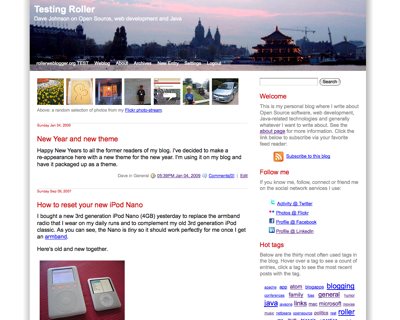 Testing Roller
Dave Johnson on Open Source, web development and Java
rollerweblogger.org TEST Weblog About Archives New Entry Settings Logout
Search
Above: a random selection of photos from my Flickr photo-stream.
Sunday Jan 04, 2009
New Year and new theme
Happy New Years to all the former readers of my blog. I've decided to make a
re-appearance here with a new theme for the new year. I'm using it on my blog and
have it packaged up as a theme.
Dave in General 05:39PM Jan 04, 2009 Comments[0] Edit
Sunday Sep 09, 2007
How to reset your new iPod Nano
I bought a new 3rd generation iPod Nano (4GB) yesterday to replace the armband
radio that I wear on my daily runs and to complement my old 3rd generation iPod
classic. As you can see, the Nano is tiny so it should work perfectly for me once I get
an armband.
Here's old and new together.
Welcome
This is my personal blog where I write about
Open Source software, web development,
Java-related technologies and generally
whatever I want to write about. See the
about page for more information. Click the
link below to subscribe via your favorite
feed reader:
Subscribe to this blog
Follow me
If you know me, follow, connect or friend me
on the social network services I use:
Activity @ Twitter
Photos @ Flickr
Profile @ Facebook
Profile @ LinkedIn
Hot tags
Below are the thirty most often used tags in
the blog. Hover over a tag to see a count of
entries, click a tag to see the most recent
posts with the tag.
apache app atom blogapps blogging
conferences family foss general humor
java javaone links mac microsoft movie
music netbeans opensource politics rest roller